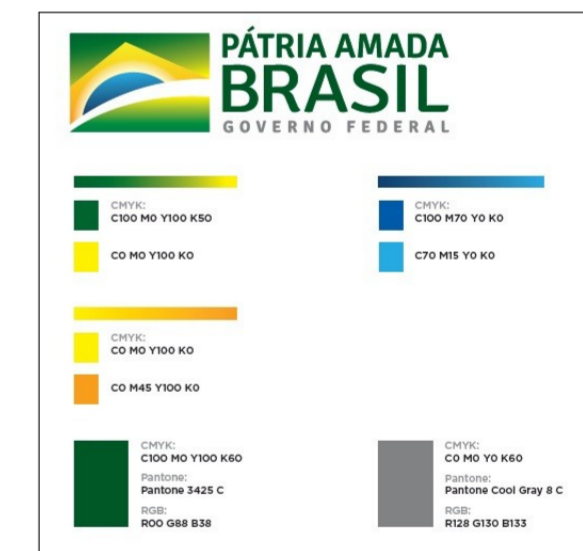 PÁTRIA AMADA
BRASIL
GOVERNO FEDERAL
CMYK:
C100 M0 Y100 K50
C0 M0 Y100 K0
CMYK:
C100 M70 Y0 K0
C70 M15 Y0 K0
CMYK:
C0 M0 Y100 K0
C0 M45 Y100 K0
CMYK:
C100 M0 Y100 K60
Pantone:
Pantone 3425 C
RGB:
R00 G88 B38
CMYK:
C0 M0 Y0 K60
Pantone:
Pantone Cool Gray 8 C
RGB:
R128 G130 B133